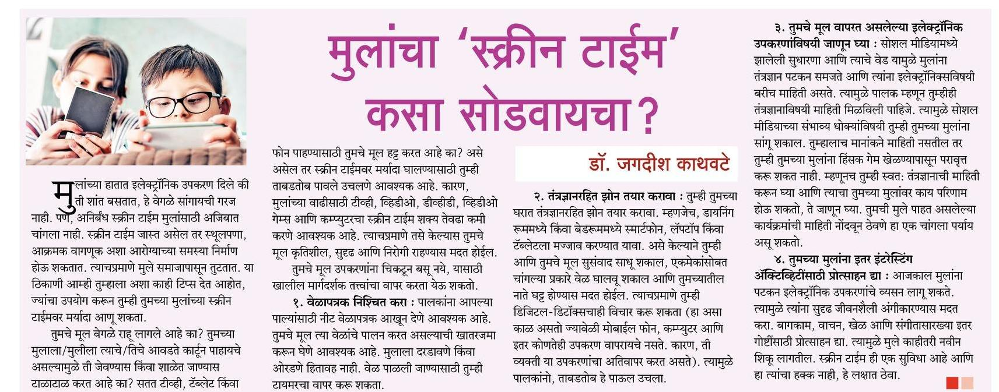 मुलांचा ‘स्क्रीन टाईम’
कसा सोडवायचा ?
डॉ. जगदीश काथवटे
मुलांच्या हातात इलेक्ट्रॉनिक उपकरण दिले की
ती शांत बसतात, हे वेगळे सांगायची गरज
नाही. पण, अनिर्बंध स्क्रीन टाईम मुलांसाठी अजिबात
चांगला नाही. स्क्रीन टाईम जास्त असेल तर स्थूलपणा,
आक्रमक वागणूक अशा आरोग्याच्या समस्या निर्माण
होऊ शकतात. त्याचप्रमाणे मुले समाजापासून तुटतात. या
ठिकाणी आम्ही तुम्हाला अशा काही टिप्स देत आहोत,
ज्यांचा उपयोग करून तुम्ही तुमच्या मुलांच्या स्क्रीन
टाईमवर मर्यादा आणू शकता.
तुमचे मूल वेगळे राहू लागले आहे का? तुमच्या
मुलाला/मुलीला त्याचे/तिचे आवडते कार्टून पाहायचे
असल्यामुळे ती जेवण्यास किंवा शाळेत जाण्यास
टाळाटाळ करत आहे का? सतत टीव्ही, टॅब्लेट किंवा
फोन पाहण्यासाठी तुमचे मूल हट्ट करत आहे का? असे
असेल तर स्क्रीन टाईमवर मर्यादा घालण्यासाठी तुम्ही
ताबडतोब पावले उचलणे आवश्यक आहे. कारण,
मुलांच्या वाढीसाठी टीव्ही, व्हिडीओ, डीव्हीडी, व्हिडीओ
गेम्स आणि कम्प्युटरचा स्क्रीन टाईम शक्य तेवढा कमी
करणे आवश्यक आहे. त्याचप्रमाणे तसे केल्यास तुमचे
मूल कृतिशील, सुदृढ आणि निरोगी राहण्यास मदत होईल.
तुमचे मूल उपकरणांना चिकटून बसू नये, यासाठी
खालील मार्गदर्शक तत्त्वांचा वापर करता येऊ शकतो.
१. वेळापत्रक निश्चित करा : पालकांना आपल्या
पाल्यांसाठी नीट वेळापत्रक आखून देणे आवश्यक आहे.
तुमचे मूल त्या वेळांचे पालन करत असल्याची खातरजमा
करून घेणे आवश्यक आहे. मुलाला दरडावणे किंवा
ओरडणे हितावह नाही. वेळ पाळली जाण्यासाठी तुम्ही
टायमरचा वापर करू शकता.
२. तंत्रज्ञानरहित झोन तयार करावा : तुम्ही तुमच्या
घरात तंत्रज्ञानरहित झोन तयार करावा. म्हणजेच, डायनिंग
रूममध्ये किंवा बेडरूममध्ये स्मार्टफोन, लॅपटॉप किंवा
टॅब्लेटला मज्जाव करण्यात यावा. असे केल्याने तुम्ही
आणि तुमचे मूल सुसंवाद साधू शकाल, एकमेकांसोबत
चांगल्या प्रकारे वेळ घालवू शकाल आणि तुमच्यातील
नाते घट्ट होण्यास मदत होईल. त्याचप्रमाणे तुम्ही
डिजिटल-डिटॉक्सचाही विचार करू शकता (हा असा
काळ असतो ज्यावेळी मोबाईल फोन, कम्प्युटर आणि
इतर कोणतेही उपकरण वापरायचे नसते. कारण, ती
व्यक्ती या उपकरणांचा अतिवापर करत असते). त्यामुळे
पालकांनो, ताबडतोब हे पाऊल उचला.
३. तुमचे मूल वापरत असलेल्या इलेक्ट्रॉनिक
उपकरणांविषयी जाणून घ्या : सोशल मीडियामध्ये
झालेली सुधारणा आणि त्याचे वेड यामुळे मुलांना
तंत्रज्ञान पटकन समजते आणि त्यांना इलेक्ट्रॉनिक्सविषयी
बरीच माहिती असते. त्यामुळे पालक म्हणून तुम्हीही
तंत्रज्ञानाविषयी माहिती मिळविली पाहिजे. त्यामुळे सोशल
मीडियाच्या संभाव्य धोक्यांविषयी तुम्ही तुमच्या मुलांना
सांगू शकाल. तुम्हालाच मानांकने माहिती नसतील तर
तुम्ही तुमच्या मुलांना हिंसक गेम खेळण्यापासून परावृत्त
करू शकत नाही. म्हणूनच तुम्ही स्वत: तंत्रज्ञानाची माहिती
करून घ्या आणि त्याचा तुमच्या मुलांवर काय परिणाम
होऊ शकतो, ते जाणून घ्या. तुमची मुले पाहत असलेल्या
कार्यक्रमांची माहिती नोंदवून ठेवणे हा एक चांगला पर्याय
असू शकतो.
४. तुमच्या मुलांना इतर इंटरेस्टिंग
ॲक्टिव्हिटींसाठी प्रोत्साहन द्या : आजकाल मुलांना
पटकन इलेक्ट्रॉनिक उपकरणांचे व्यसन लागू शकते.
त्यामुळे त्यांना सुदृढ जीवनशैली अंगीकारण्यास मदत
करा. बागकाम, वाचन, खेळ आणि संगीतासारख्या इतर
गोष्टींसाठी प्रोत्साहन द्या. त्यामुळे मुले काहीतरी नवीन
शिकू लागतील. स्क्रीन टाईम ही एक सुविधा आहे आणि
हा त्यांचा हक्क नाही, हे लक्षात ठेवा.